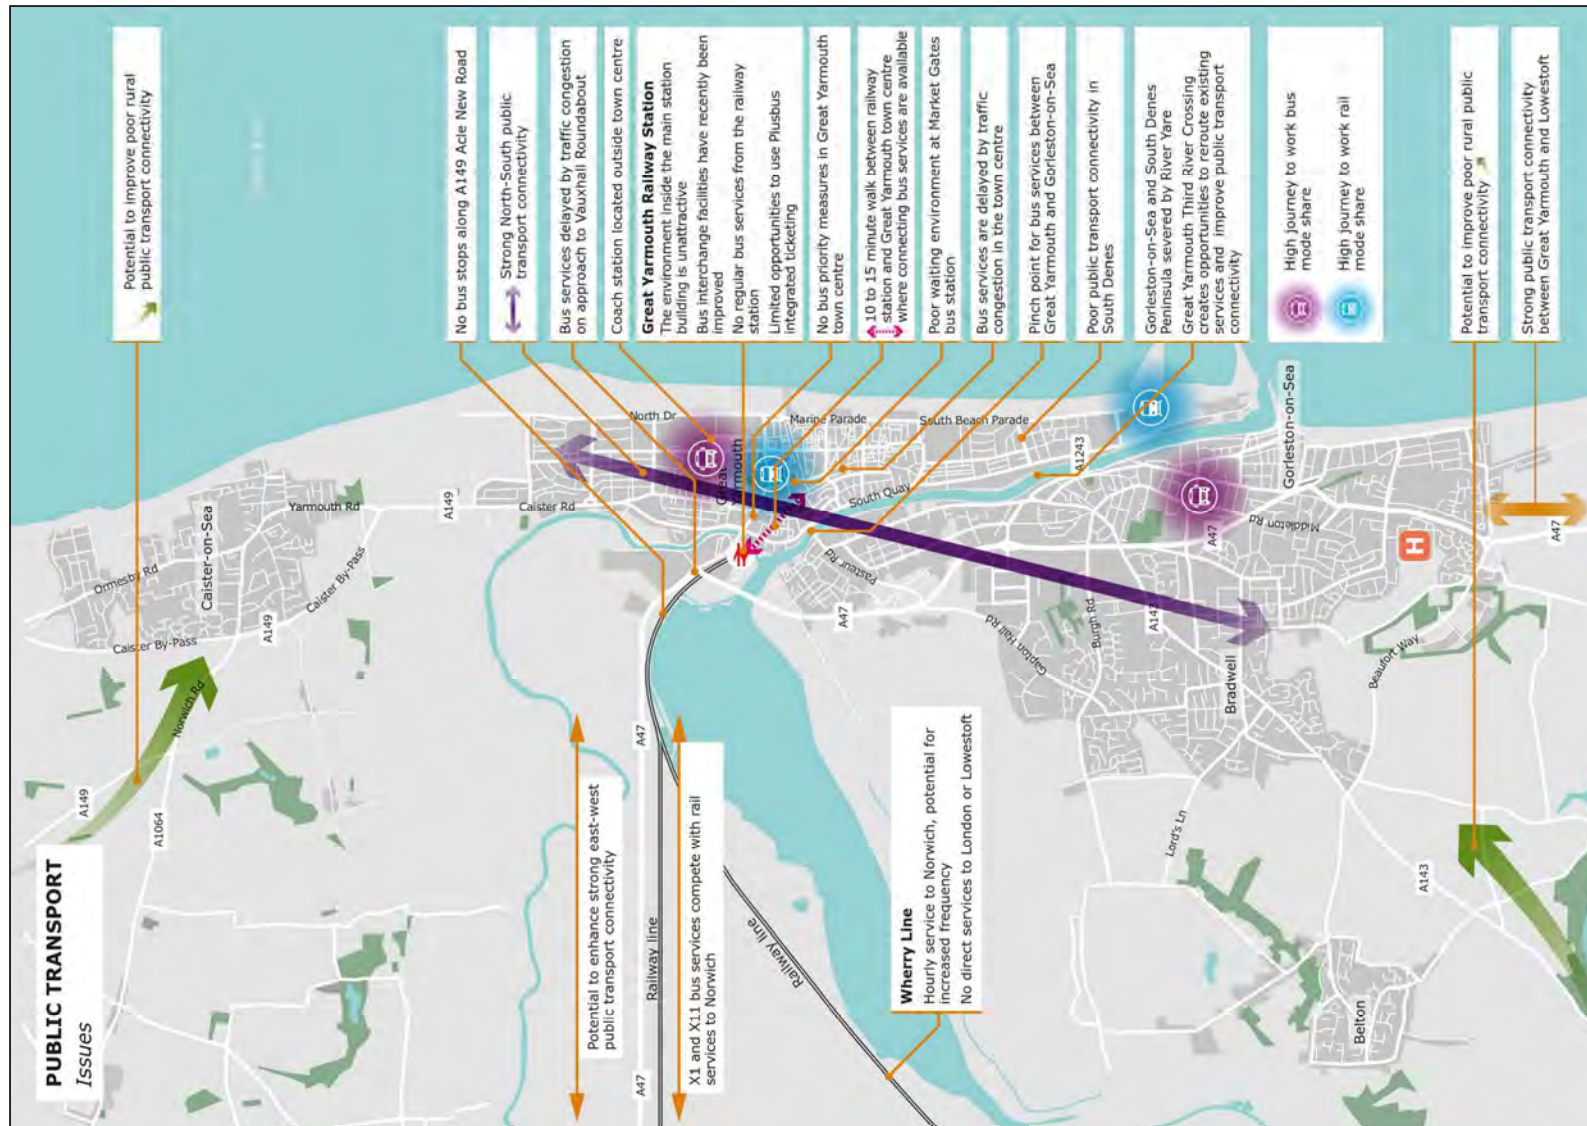 PUBLIC TRANSPORT
Issues
Potential to improve poor rural
public transport connectivity
No bus stops along A149 Acle New Road
Strong North-South public
transport connectivity
Bus services delayed by traffic congestion
on approach to Vauxhall Roundabout
Coach station located outside town centre
Great Yarmouth Railway Station
The environment inside the main station
building is unattractive
Bus interchange facilities have recently been
improved
No regular bus services from the railway
station
Limited opportunities to use Plusbus
integrated ticketing
No bus priority measures in Great Yarmouth
town centre
10 to 15 minute walk between railway
station and Great Yarmouth town centre
where connecting bus services are available
Poor waiting environment at Market Gates
bus station
Bus services are delayed by traffic
congestion in the town centre
Pinch point for bus services between
Great Yarmouth and Gorleston-on-Sea
Poor public transport connectivity in
South Denes
Gorleston-on-Sea and South Denes
Peninsula severed by River Yare
Great Yarmouth Third River Crossing
creates opportunities to reroute existing
services and improve public transport
connectivity
High journey to work bus
mode share
High journey to work rail
mode share
Potential to improve poor rural public
transport connectivity
Strong public transport connectivity
between Great Yarmouth and Lowestoft
North Dr
Marine Parade
South Beach Parade
Gorleston-on-Sea
Great
Yarmouth
A1243
Gorleston-on-Sea
South Quay
Yarmouth Rd
A149
Caister Rd
Caister-on-Sea
Ormesby Rd
Caister By-Pass
A149
Caister By-Pass
Norwich Rd
A149
A1064
Pasteur Rd
A47
Middleton Rd
A47
H
A47
Gapton Hall Rd
Burgh Rd
A143
Bradwell
Beaufort Way
A47
Railway line
A47
Railway line
Lord's Ln
A143
Belton
Potential to enhance strong east-west
public transport connectivity
X1 and X11 bus services compete with rail
services to Norwich
Wherry Line
Hourly service to Norwich, potential for
increased frequency
No direct services to London or Lowestoft